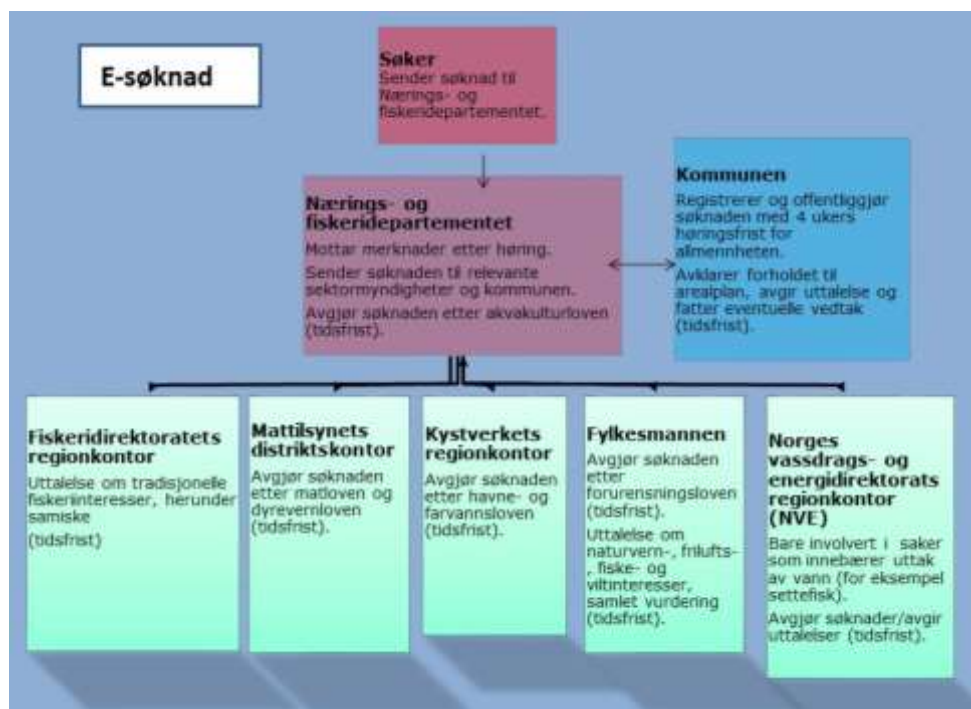 E-søknad
Søker
Sender søknad til
Nærings- og
fiskeridepartementet.
Nærings- og
fiskeridepartementet
Mottar merknader etter høring.
Sender søknaden til relevante
sektormyndigheter og kommunen.
Avgjør søknaden etter akvakulturloven
(tidsfrist).
Kommunen
Registrerer og offentliggjør
søknaden med 4 ukers
høringsfrist for
allmennheten.
Avklarer forholdet til
arealplan, avgir uttalelse og
fatter eventuelle vedtak
(tidsfrist).
Fiskeridirektoratets
regionkontor
Uttalelse om tradisjonelle
fiskeriinteresser, herunder
samiske
(tidsfrist)
Mattilsynets
distriktskontor
Avgjør søknaden
etter matloven og
dyrevernloven
(tidsfrist).
Kystverkets
regionkontor
Avgjør søknaden
etter havne- og
farvannsloven
(tidsfrist).
Fylkesmannen
Avgjør søknaden
etter
forurensningsloven
(tidsfrist).
Uttalelse om
naturvern-, frilufts-
, fiske- og
viltinteresser,
samlet vurdering
(tidsfrist).
Norges
vassdrags- og
energidirektorats
regionkontor
(NVE)
Bare involvert i saker
som innebærer uttak
av vann (for eksempel
settefisk).
Avgjør søknader/avgir
uttalelser (tidsfrist).